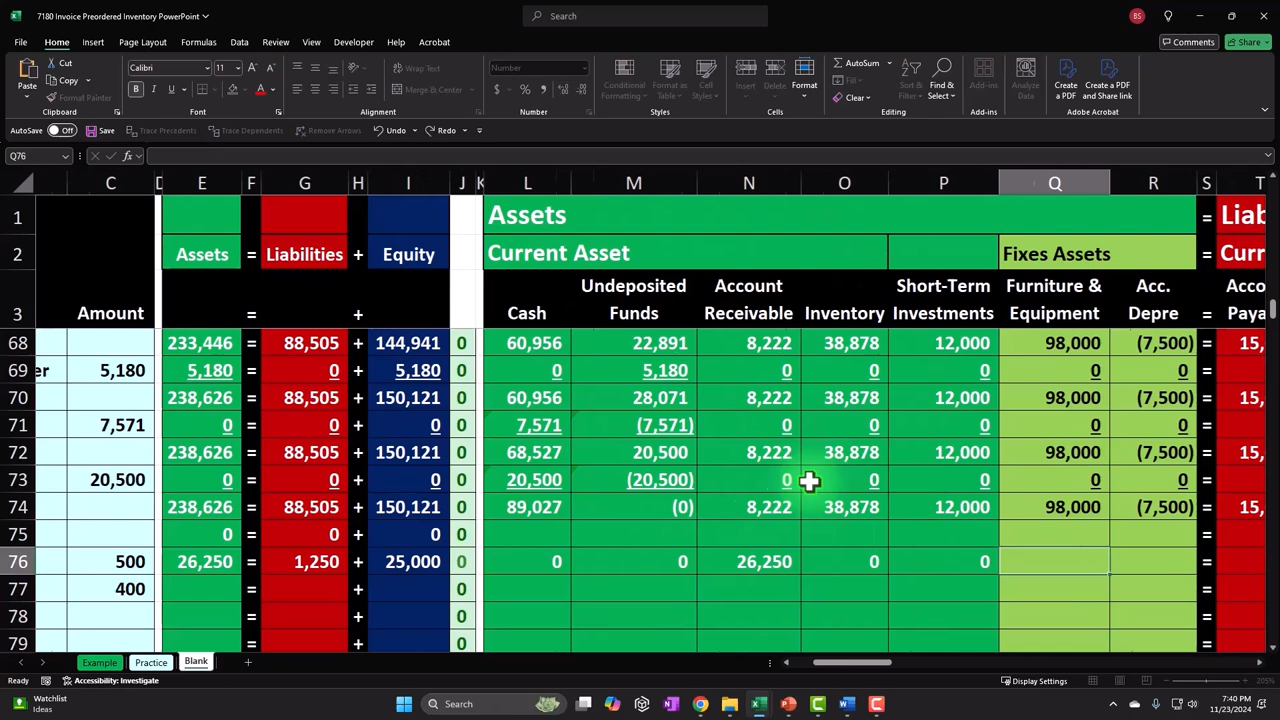 7180 Invoice Preordered Inventory PowerPoint
Search
BS
File Home Insert Page Layout Formulas Data Review View Developer Help Acrobat
Comments Share
Paste
Cut
Copy
Format Painter
Clipboard
Calibri 11
B I U
Font
Wrap Text
Merge & Center
Alignment
Number
$ % 9
Number
Conditional Formatting
Format as Table
Cell Styles
Styles
Insert Delete Format
Cells
AutoSum
Fill
Clear
Sort & Filter
Find & Select
Editing
Add-ins
Add-ins
Analyze Data
Create a PDF
Create a PDF and Share link
Adobe Acrobat
AutoSave Off Save Trace Precedents Trace Dependents Remove Arrows Undo Redo
Q76 fx
C D E F G H I J K L M N O P Q R S T
1 Assets = Liab
2 Assets = Liabilities + Equity Current Asset Fixes Assets = Curr
Undeposited Account Short-Term Furniture & Acc. Acco
3 Amount = + Cash Funds Receivable Inventory Investments Equipment Depre = Paya
68 233,446 = 88,505 + 144,941 0 60,956 22,891 8,222 38,878 12,000 98,000 (7,500) = 15,
69 er 5,180 5,180 = 0 + 5,180 0 0 5,180 0 0 0 0 0 =
70 238,626 = 88,505 + 150,121 0 60,956 28,071 8,222 38,878 12,000 98,000 (7,500) = 15,
71 7,571 0 = 0 + 0 0 7,571 (7,571) 0 0 0 0 0 =
72 238,626 = 88,505 + 150,121 0 68,527 20,500 8,222 38,878 12,000 98,000 (7,500) = 15,
73 20,500 0 = 0 + 0 0 20,500 (20,500) 0 0 0 0 0 =
74 238,626 = 88,505 + 150,121 0 89,027 (0) 8,222 38,878 12,000 98,000 (7,500) = 15,
75 0 = 0 + 0 0 =
76 500 26,250 = 1,250 + 25,000 0 0 0 26,250 0 0 =
77 400 = + 0 =
78 = + 0 =
79 = + 0 =
Example Practice Blank
Ready Accessibility: Investigate Display Settings 205%
Watchlist
Ideas
Search
7:40 PM
11/23/2024